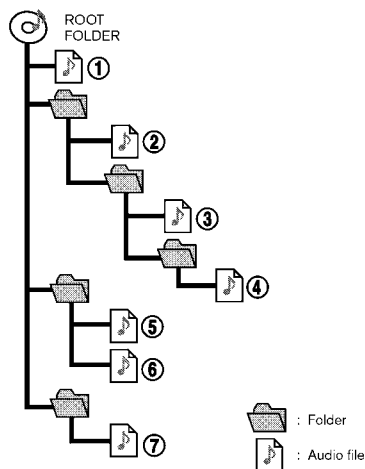 ROOT
FOLDER
①
②
③
④
⑤
⑥
⑦
: Folder
: Audio file